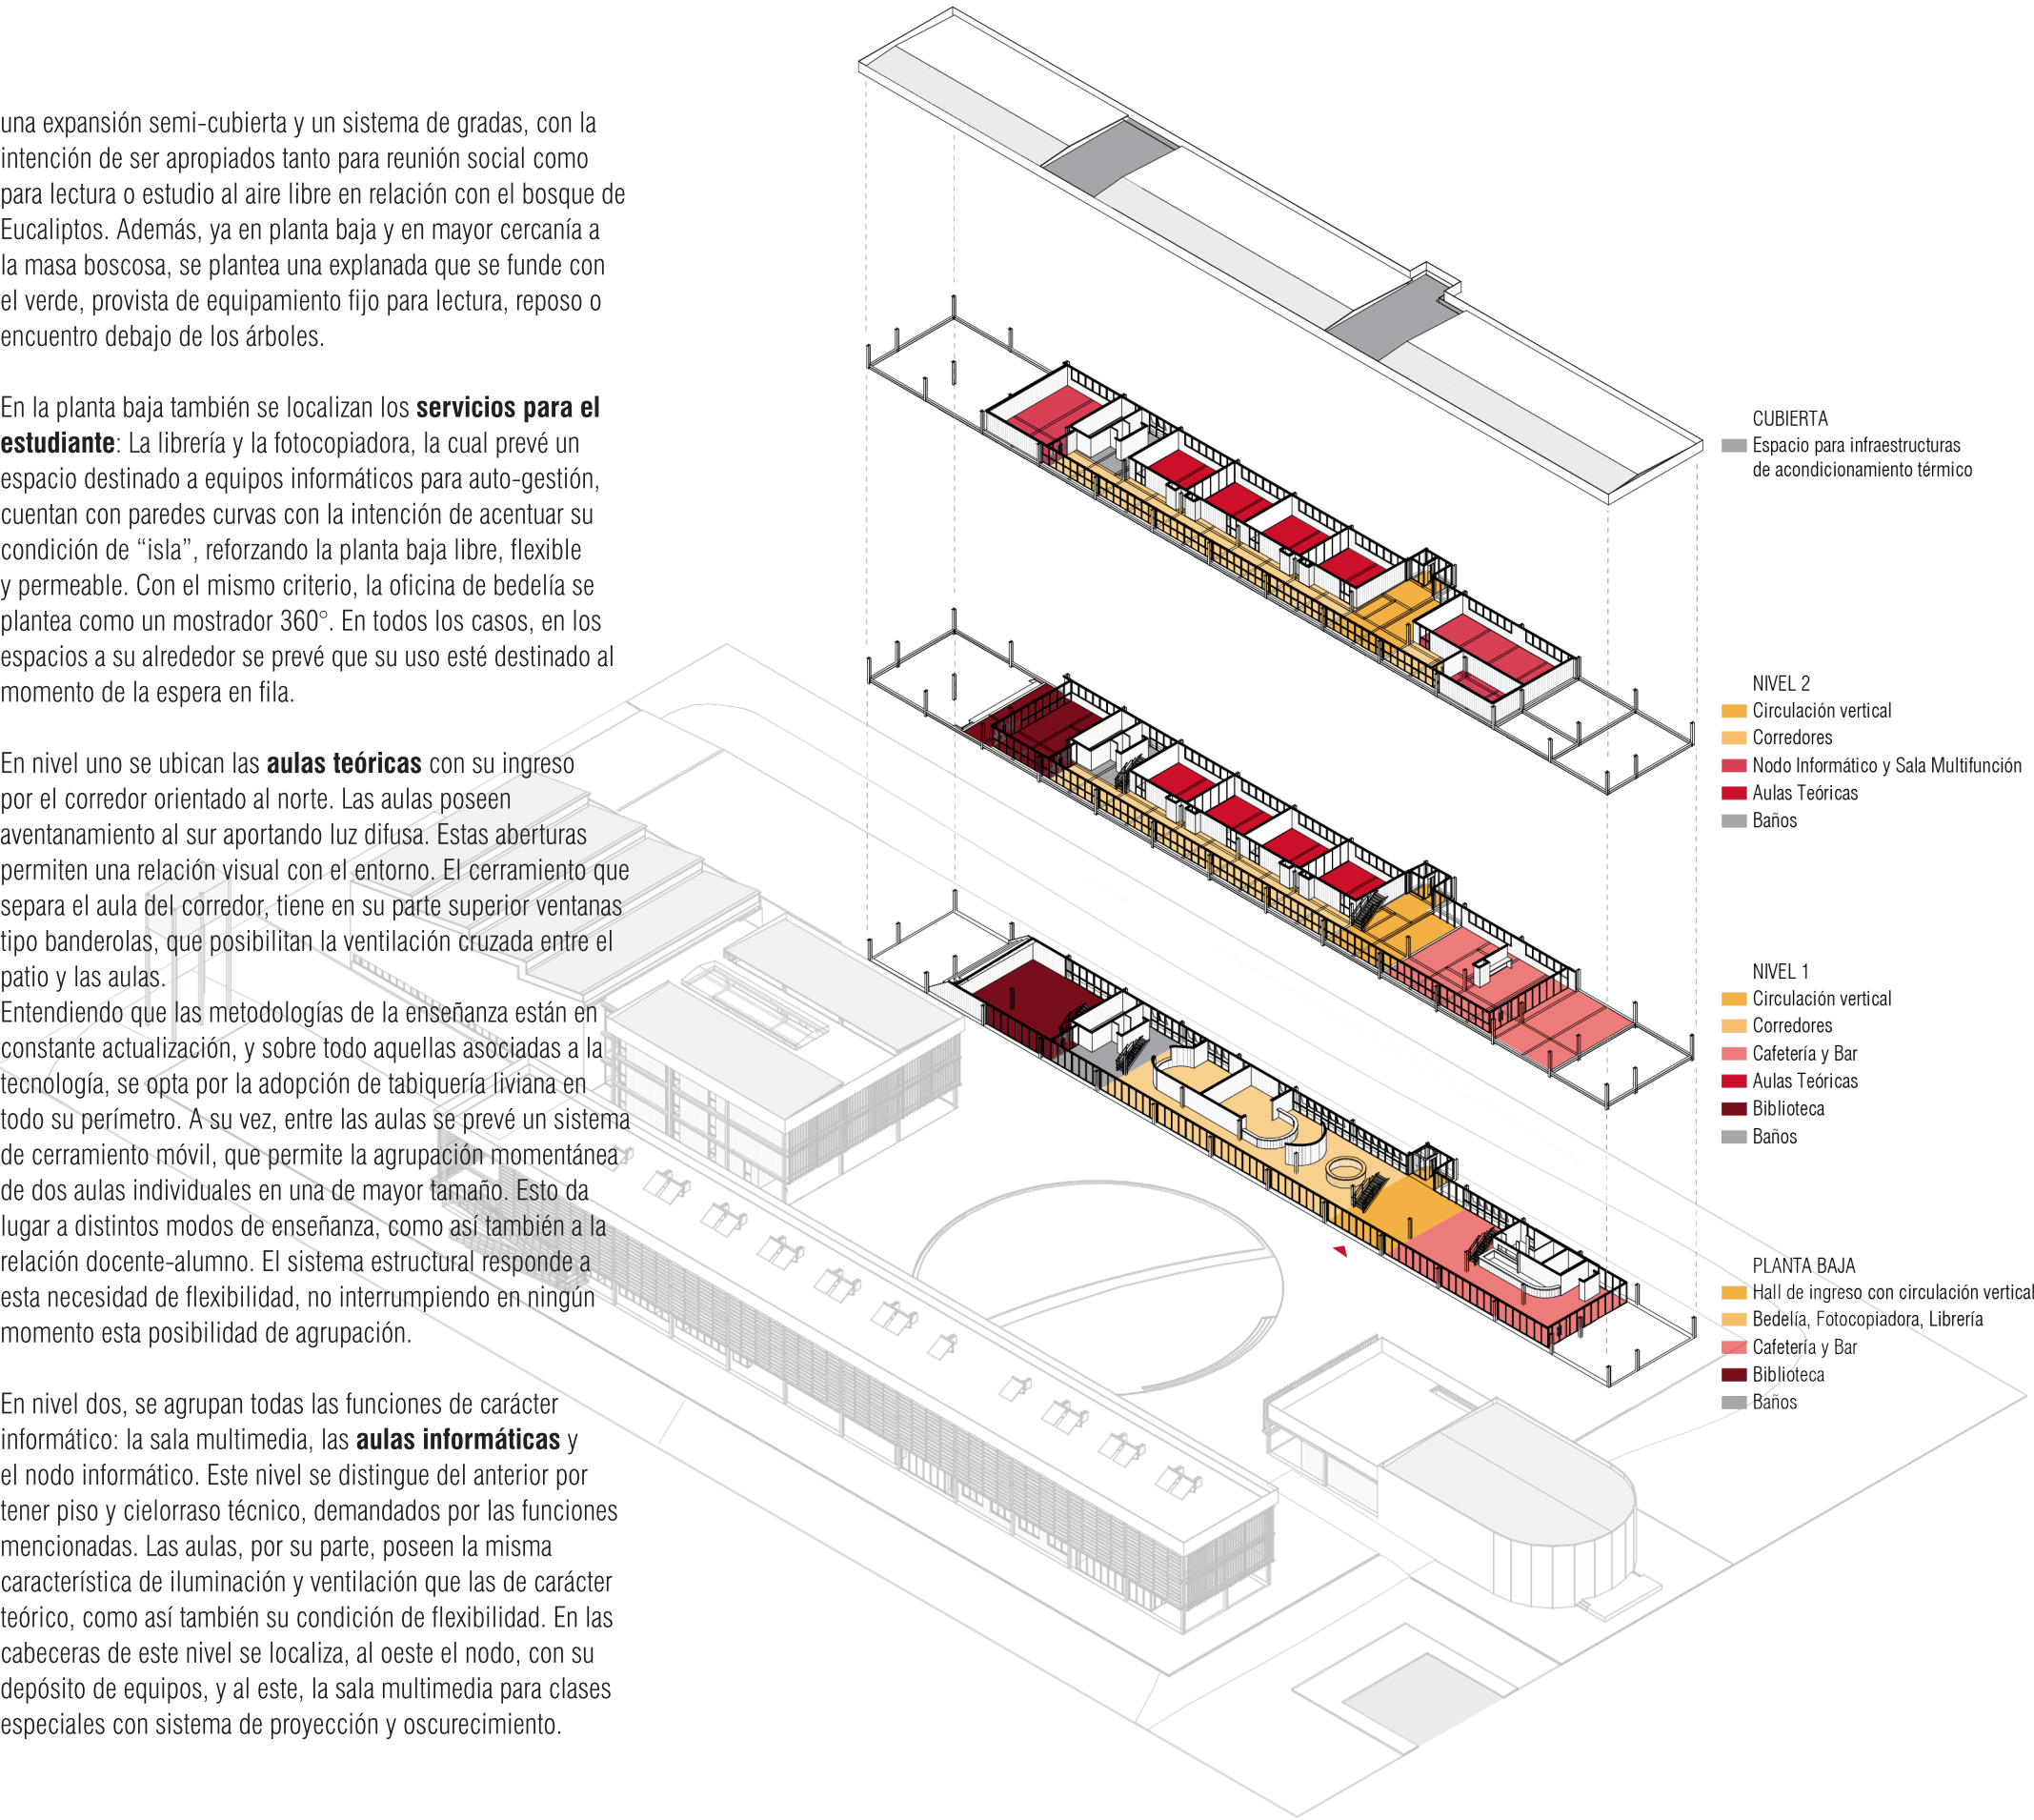 una expansión semi-cubierta y un sistema de gradas, con la
intención de ser apropiados tanto para reunión social como
para lectura o estudio al aire libre en relación con el bosque de
Eucaliptos. Además, ya en planta baja y en mayor cercanía a
la masa boscosa, se plantea una explanada que se funde con
el verde, provista de equipamiento fijo para lectura, reposo o
encuentro debajo de los árboles.
En la planta baja también se localizan los servicios para el
estudiante: La librería y la fotocopiadora, la cual prevé un
espacio destinado a equipos informáticos para auto-gestión,
cuentan con paredes curvas con la intención de acentuar su
condición de “isla”, reforzando la planta baja libre, flexible
y permeable. Con el mismo criterio, la oficina de bedelía se
plantea como un mostrador 360°. En todos los casos, en los
espacios a su alrededor se prevé que su uso esté destinado al
momento de la espera en fila.
En nivel uno se ubican las aulas teóricas con su ingreso
por el corredor orientado al norte. Las aulas poseen
aventanamiento al sur aportando luz difusa. Estas aberturas
permiten una relación visual con el entorno. El cerramiento que
separa el aula del corredor, tiene en su parte superior ventanas
tipo banderolas, que posibilitan la ventilación cruzada entre el
patio y las aulas.
Entendiendo que las metodologías de la enseñanza están en
constante actualización, y sobre todo aquellas asociadas a la
tecnología, se opta por la adopción de tabiquería liviana en
todo su perímetro. A su vez, entre las aulas se prevé un sistema
de cerramiento móvil, que permite la agrupación momentánea
de dos aulas individuales en una de mayor tamaño. Esto da
lugar a distintos modos de enseñanza, como así también a la
relación docente-alumno. El sistema estructural responde a
esta necesidad de flexibilidad, no interrumpiendo en ningún
momento esta posibilidad de agrupación.
En nivel dos, se agrupan todas las funciones de carácter
informático: la sala multimedia, las aulas informáticas y
el nodo informático. Este nivel se distingue del anterior por
tener piso y cielorraso técnico, demandados por las funciones
mencionadas. Las aulas, por su parte, poseen la misma
característica de iluminación y ventilación que las de carácter
teórico, como así también su condición de flexibilidad. En las
cabeceras de este nivel se localiza, al oeste el nodo, con su
depósito de equipos, y al este, la sala multimedia para clases
especiales con sistema de proyección y oscurecimiento.
CUBIERTA
Espacio para infraestructuras
de acondicionamiento térmico
NIVEL 2
Circulación vertical
Corredores
Nodo Informático y Sala Multifunción
Aulas Teóricas
Baños
NIVEL 1
Circulación vertical
Corredores
Cafetería y Bar
Aulas Teóricas
Biblioteca
Baños
PLANTA BAJA
Hall de ingreso con circulación vertical
Bedelía, Fotocopiadora, Librería
Cafetería y Bar
Biblioteca
Baños